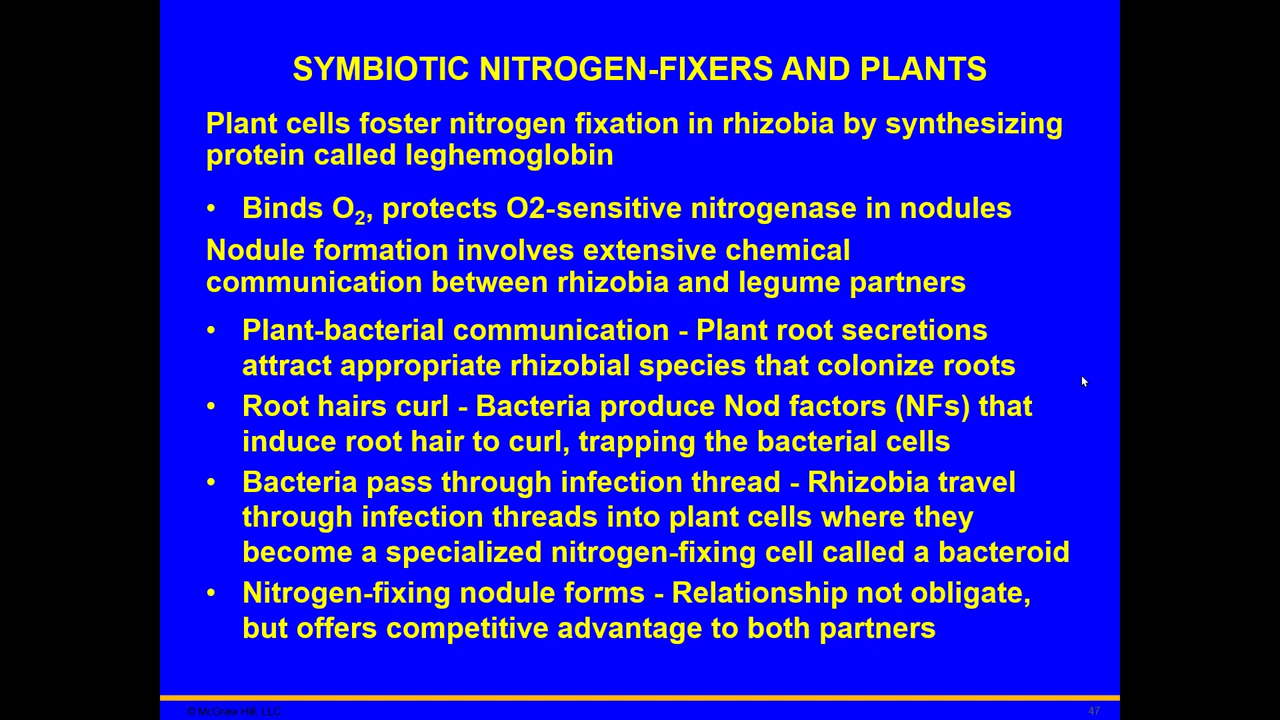 SYMBIOTIC NITROGEN-FIXERS AND PLANTS
Plant cells foster nitrogen fixation in rhizobia by synthesizing
protein called leghemoglobin
• Binds O₂, protects O2-sensitive nitrogenase in nodules
Nodule formation involves extensive chemical
communication between rhizobia and legume partners
• Plant-bacterial communication - Plant root secretions
attract appropriate rhizobial species that colonize roots
• Root hairs curl - Bacteria produce Nod factors (NFs) that
induce root hair to curl, trapping the bacterial cells
• Bacteria pass through infection thread - Rhizobia travel
through infection threads into plant cells where they
become a specialized nitrogen-fixing cell called a bacteroid
• Nitrogen-fixing nodule forms - Relationship not obligate,
but offers competitive advantage to both partners
© McGraw Hill, LLC
47